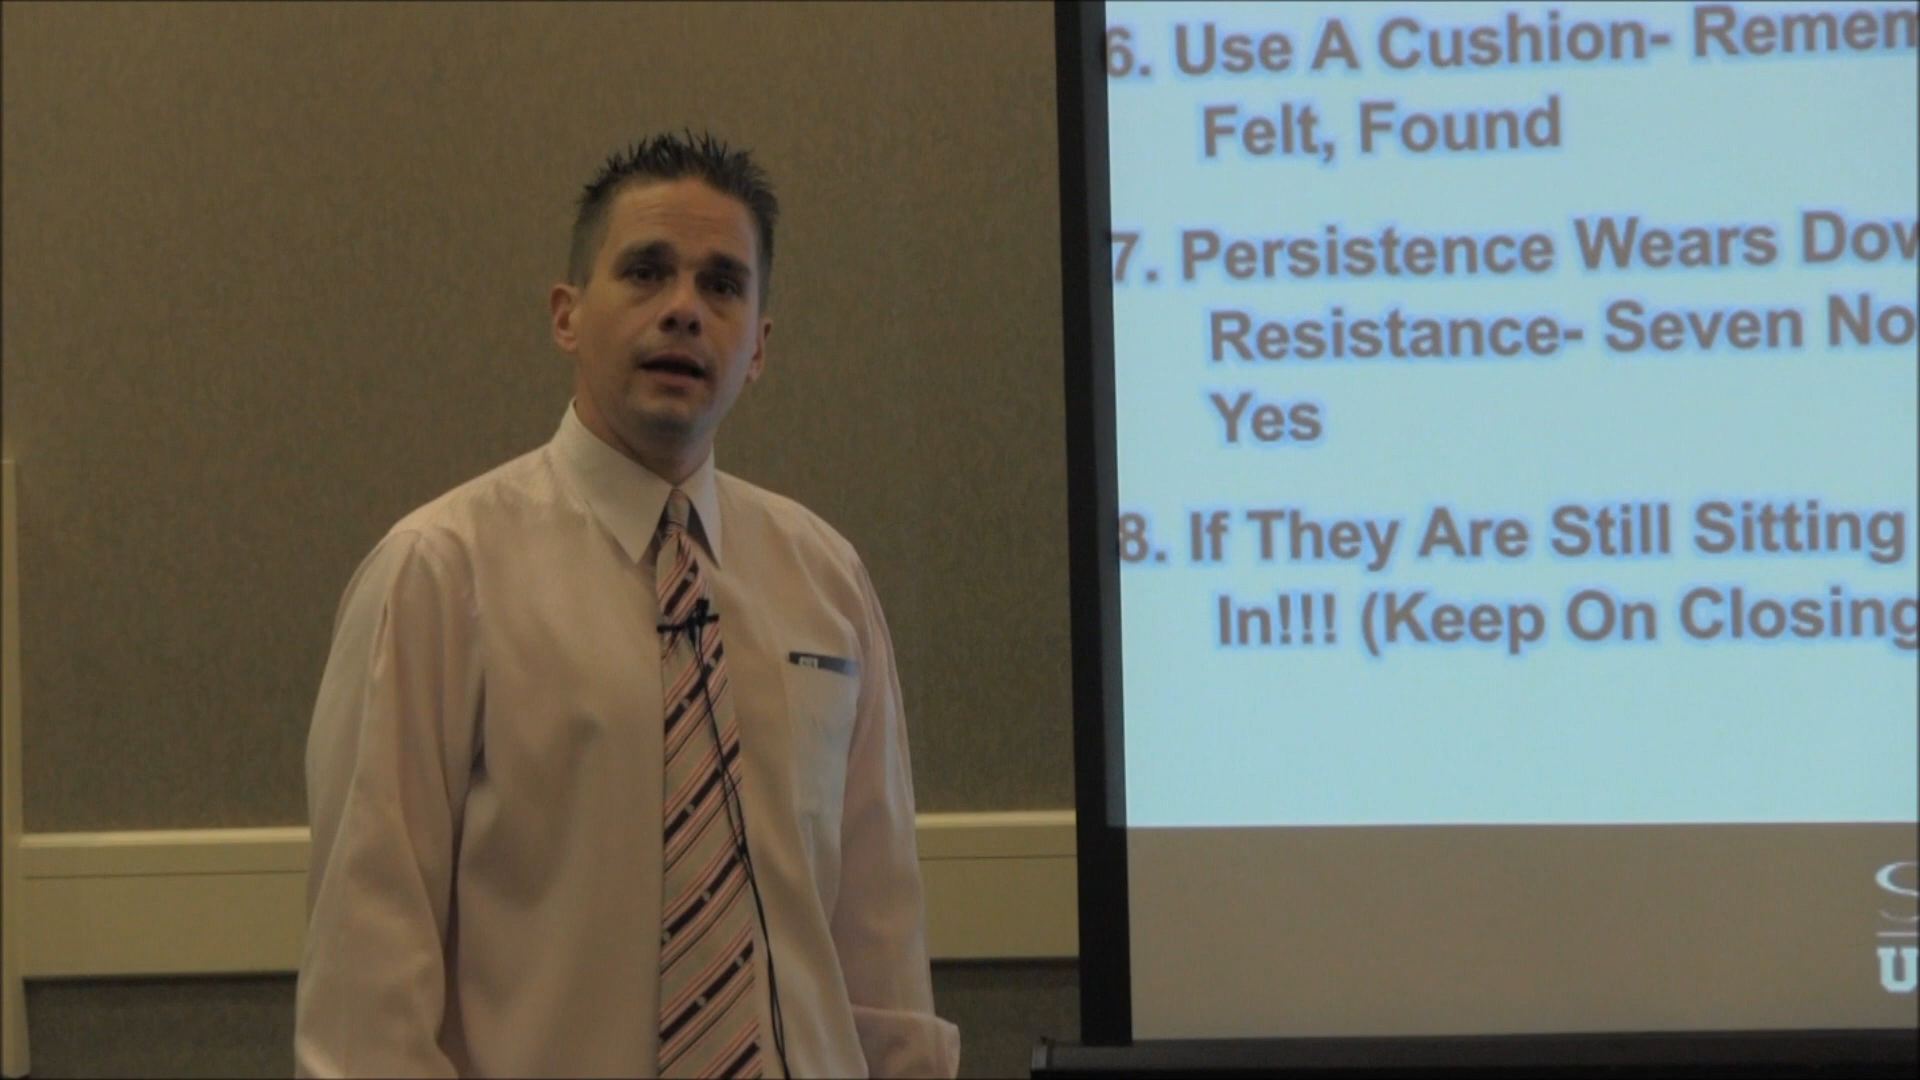 6. Use A Cushion- Remem
Felt, Found
7. Persistence Wears Dow
Resistance- Seven No
Yes
8. If They Are Still Sitting
In!!! (Keep On Closing
U